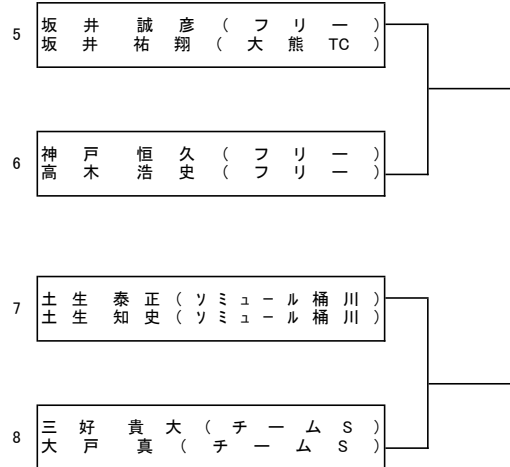 5
坂井 誠彦(フリー)
坂井 祐翔(大熊TC)
6
神戸 恒久(フリー)
高木 浩史(フリー)
7
土生 泰正(ソミュール桶川)
土生 知史(ソミュール桶川)
8
三好 貴大(チームS)
大戸 真(チームS)